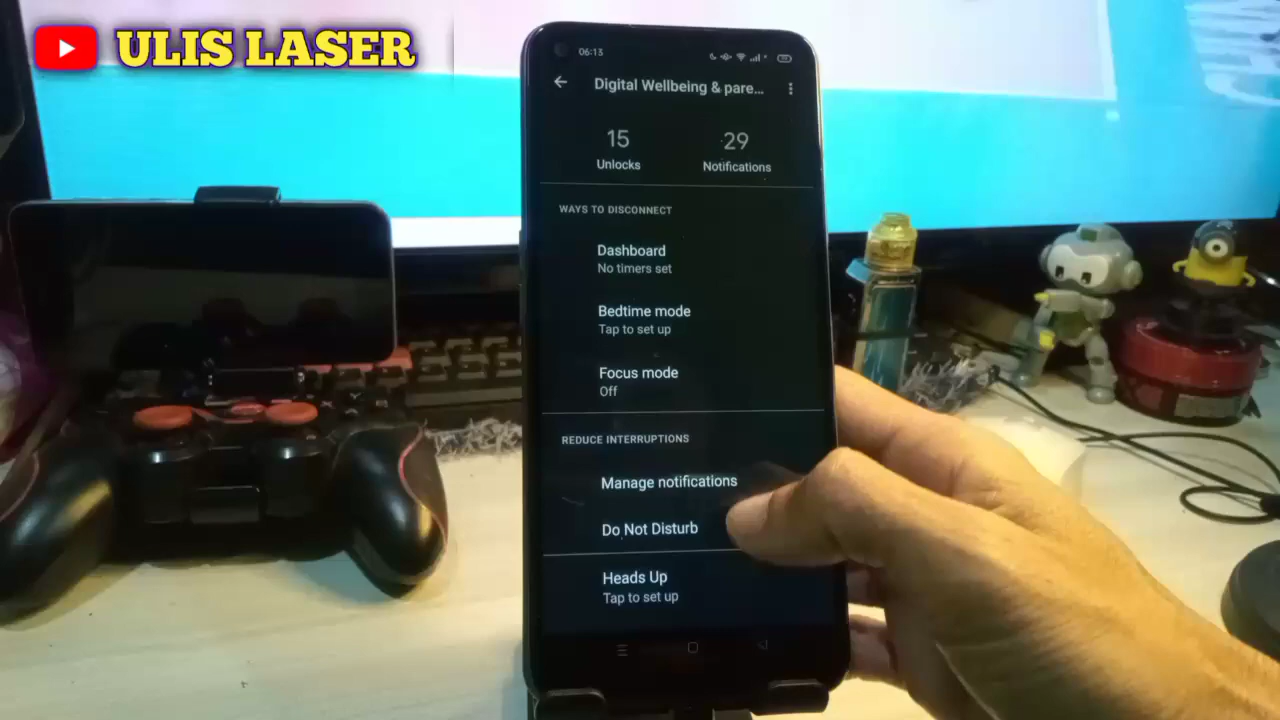 ULIS LASER
06:13
Digital Wellbeing & pare...
15
29
Unlocks
Notifications
WAYS TO DISCONNECT
Dashboard
No timers set
Bedtime mode
Tap to set up
Focus mode
Off
REDUCE INTERRUPTIONS
Manage notifications
Do Not Disturb
Heads Up
Tap to set up